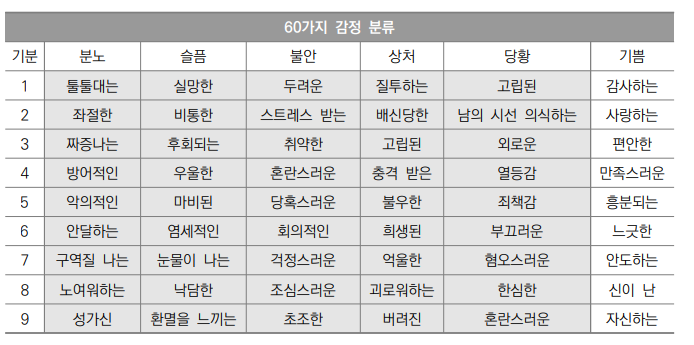 60가지 감정 분류
기분 분노 슬픔 불안 상처 당황 기쁨
1 툴툴대는 실망한 두려운 질투하는 고립된 감사하는
2 좌절한 비통한 스트레스 받는 배신당한 남의 시선 의식하는 사랑하는
3 짜증나는 후회되는 취약한 고립된 외로운 편안한
4 방어적인 우울한 혼란스러운 충격 받은 열등감 만족스러운
5 악의적인 마비된 당혹스러운 불우한 죄책감 흥분되는
6 안달하는 염세적인 회의적인 희생된 부끄러운 느긋한
7 구역질 나는 눈물이 나는 걱정스러운 억울한 혐오스러운 안도하는
8 노여워하는 낙담한 조심스러운 괴로워하는 한심한 신이 난
9 성가신 환멸을 느끼는 초조한 버려진 혼란스러운 자신하는